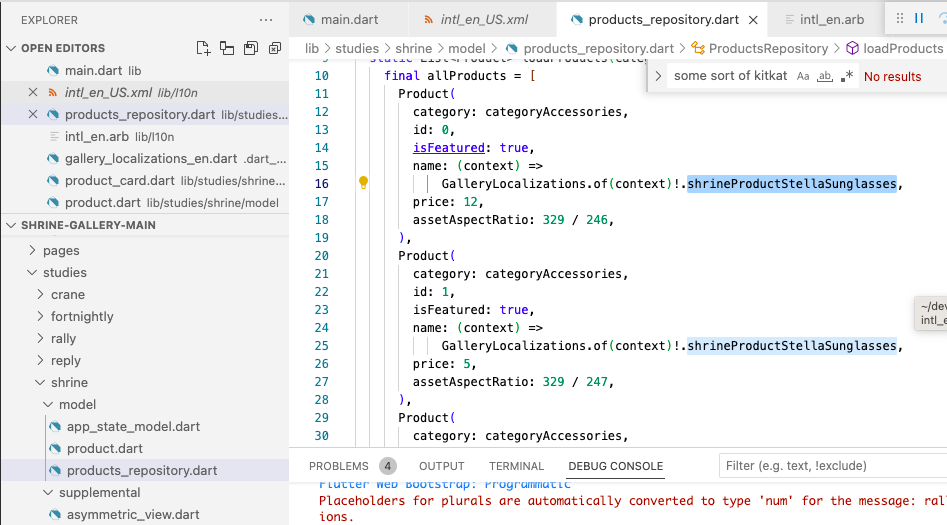 EXPLORER
OPEN EDITORS
main.dart lib
intl_en_US.xml lib/l10n
products_repository.dart lib/studies...
intl_en.arb lib/l10n
gallery_localizations_en.dart .dart_...
product_card.dart lib/studies/shrine...
product.dart lib/studies/shrine/model
SHRINE-GALLERY-MAIN
pages
studies
crane
fortnightly
rally
reply
shrine
model
app_state_model.dart
product.dart
products_repository.dart
supplemental
asymmetric_view.dart
main.dart
intl_en_US.xml
products_repository.dart
intl_en.arb
lib > studies > shrine > model > products_repository.dart > ProductsRepository > loadProducts
some sort of kitkat Aa ab .* No results
10 final allProducts = [
11 Product(
12 category: categoryAccessories,
13 id: 0,
14 isFeatured: true,
15 name: (context) =>
16 GalleryLocalizations.of(context)!.shrineProductStellaSunglasses,
17 price: 12,
18 assetAspectRatio: 329 / 246,
19 ),
20 Product(
21 category: categoryAccessories,
22 id: 1,
23 isFeatured: true,
24 name: (context) =>
25 GalleryLocalizations.of(context)!.shrineProductStellaSunglasses,
26 price: 5,
27 assetAspectRatio: 329 / 247,
28 ),
29 Product(
30 category: categoryAccessories,
~/dev
intl_e
PROBLEMS 4 OUTPUT TERMINAL DEBUG CONSOLE Filter (e.g. text, !exclude)
Flutter Web Bootstrap: Programmatic
Placeholders for plurals are automatically converted to type 'num' for the message: ral
ions.